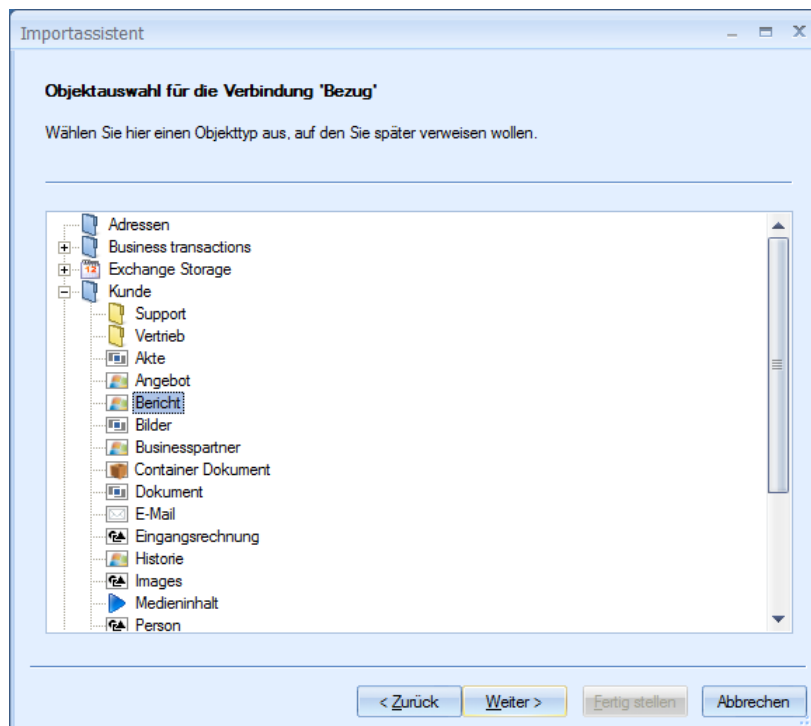 Importassistent
Objektauswahl für die Verbindung 'Bezug'
Wählen Sie hier einen Objekttyp aus, auf den Sie später verweisen wollen.
Adressen
Business transactions
12
Exchange Storage
Kunde
Support
Vertrieb
Akte
Angebot
Bericht
Bilder
Businesspartner
Container Dokument
Dokument
E-Mail
Eingangsrechnung
Historie
Images
Medieninhalt
Person
< Zurück
Weiter >
Fertig stellen
Abbrechen